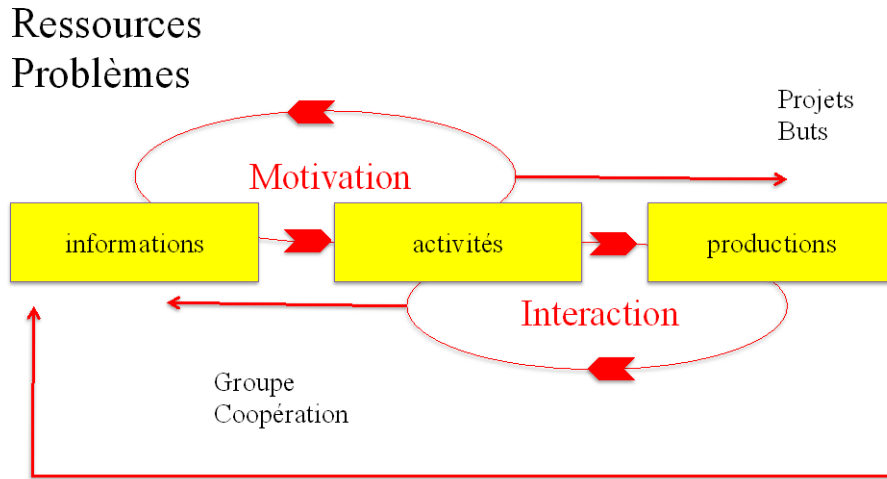 Ressources
Problèmes
Projets
Buts
Motivation
informations
activités
productions
Interaction
Groupe
Coopération